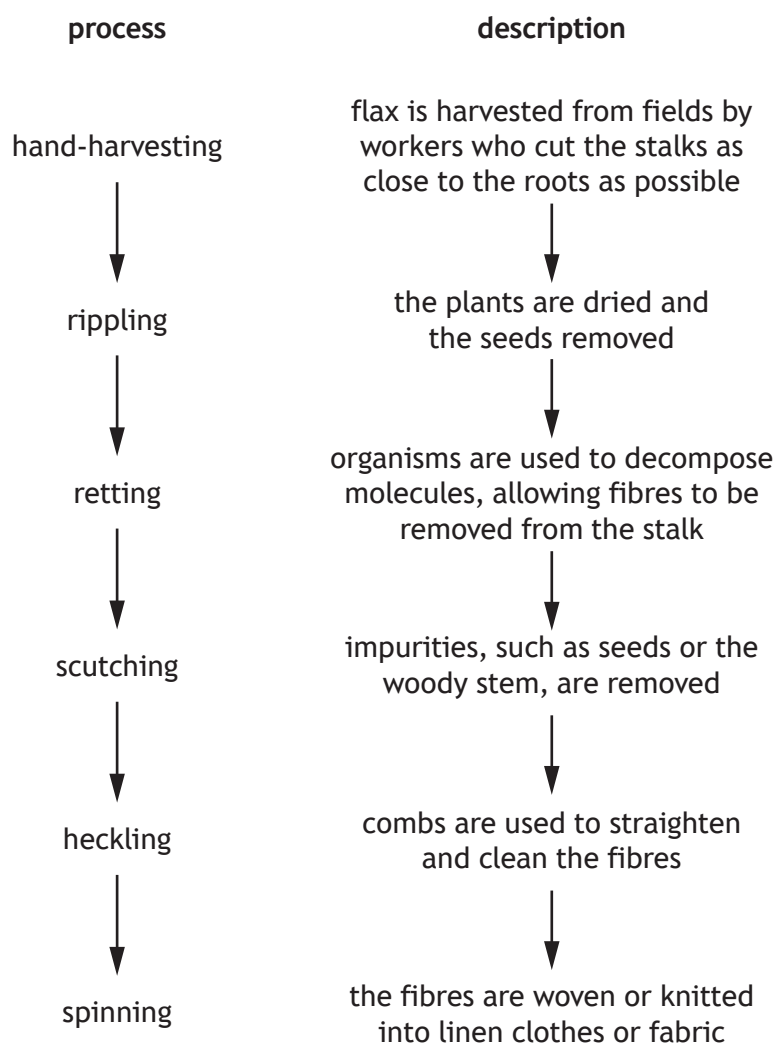 process description
hand-harvesting
flax is harvested from fields by
workers who cut the stalks as
close to the roots as possible
rippling
the plants are dried and
the seeds removed
retting
organisms are used to decompose
molecules, allowing fibres to be
removed from the stalk
scutching
impurities, such as seeds or the
woody stem, are removed
heckling
combs are used to straighten
and clean the fibres
spinning
the fibres are woven or knitted
into linen clothes or fabric